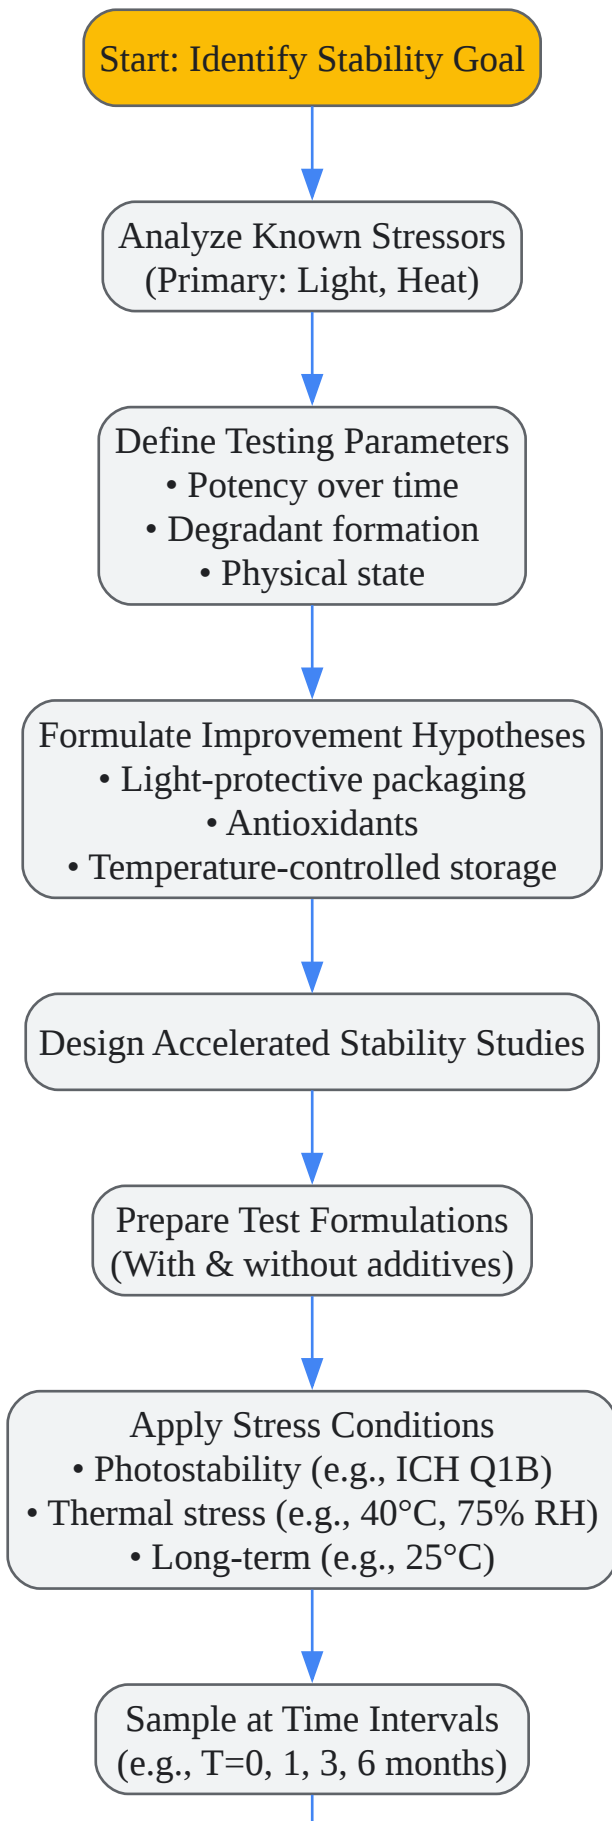 Start: Identify Stability Goal
Analyze Known Stressors
(Primary: Light, Heat)
Define Testing Parameters
• Potency over time
• Degradant formation
• Physical state
Formulate Improvement Hypotheses
• Light-protective packaging
• Antioxidants
• Temperature-controlled storage
Design Accelerated Stability Studies
Prepare Test Formulations
(With & without additives)
Apply Stress Conditions
• Photostability (e.g., ICH Q1B)
• Thermal stress (e.g., 40°C, 75% RH)
• Long-term (e.g., 25°C)
Sample at Time Intervals
(e.g., T=0, 1, 3, 6 months)